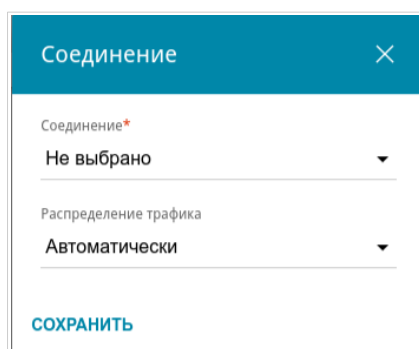 Соединение
Соединение*
Не выбрано
Распределение трафика
Автоматически
СОХРАНИТЬ